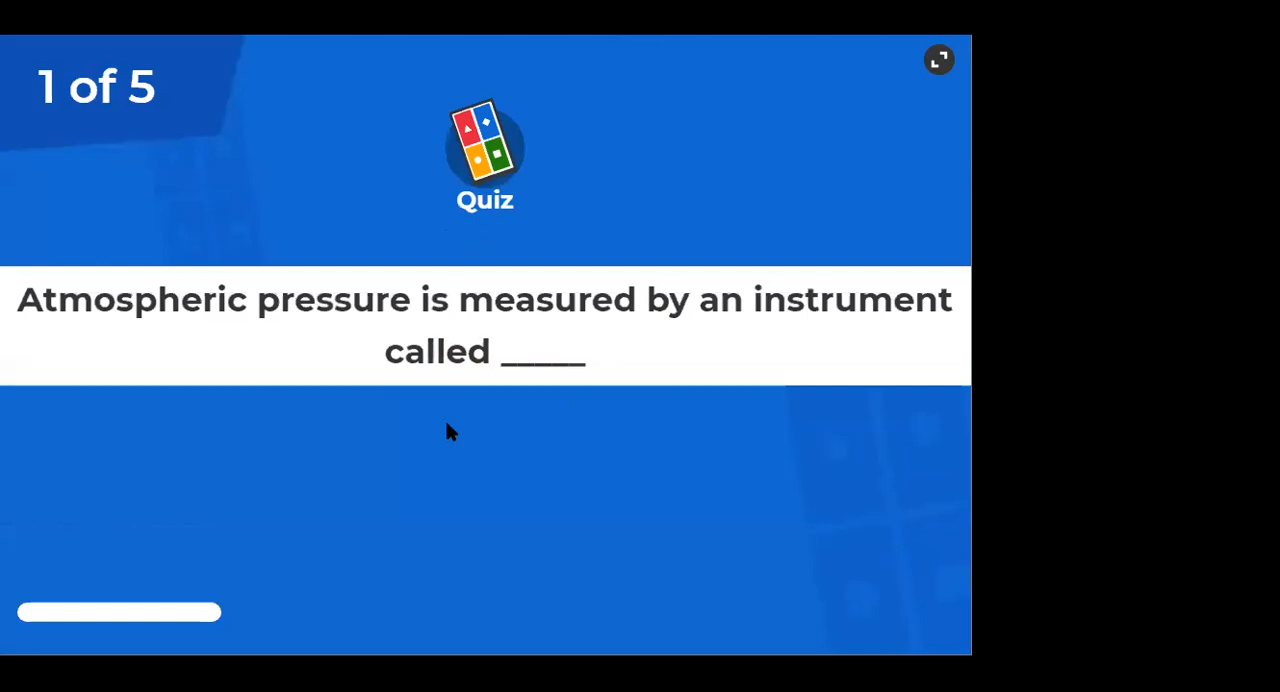 1 of 5
Quiz
Atmospheric pressure is measured by an instrument
called _____